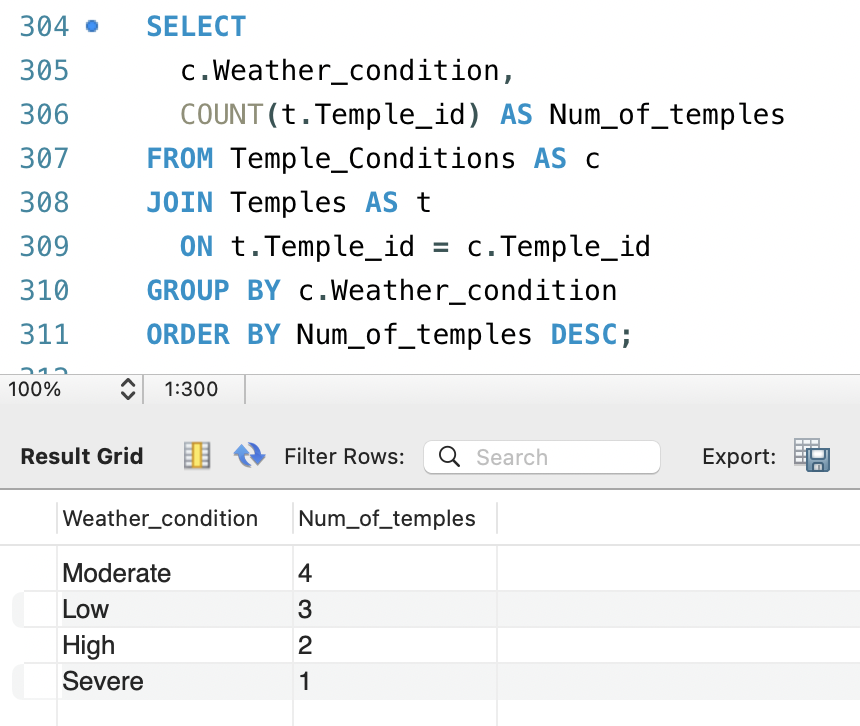 304 SELECT
305 c.Weather_condition,
306 COUNT(t.Temple_id) AS Num_of_temples
307 FROM Temple_Conditions AS c
308 JOIN Temples AS t
309 ON t.Temple_id = c.Temple_id
310 GROUP BY c.Weather_condition
311 ORDER BY Num_of_temples DESC;
312
100% 1:300
Result Grid Filter Rows: Search Export:
Weather_condition Num_of_temples
Moderate 4
Low 3
High 2
Severe 1